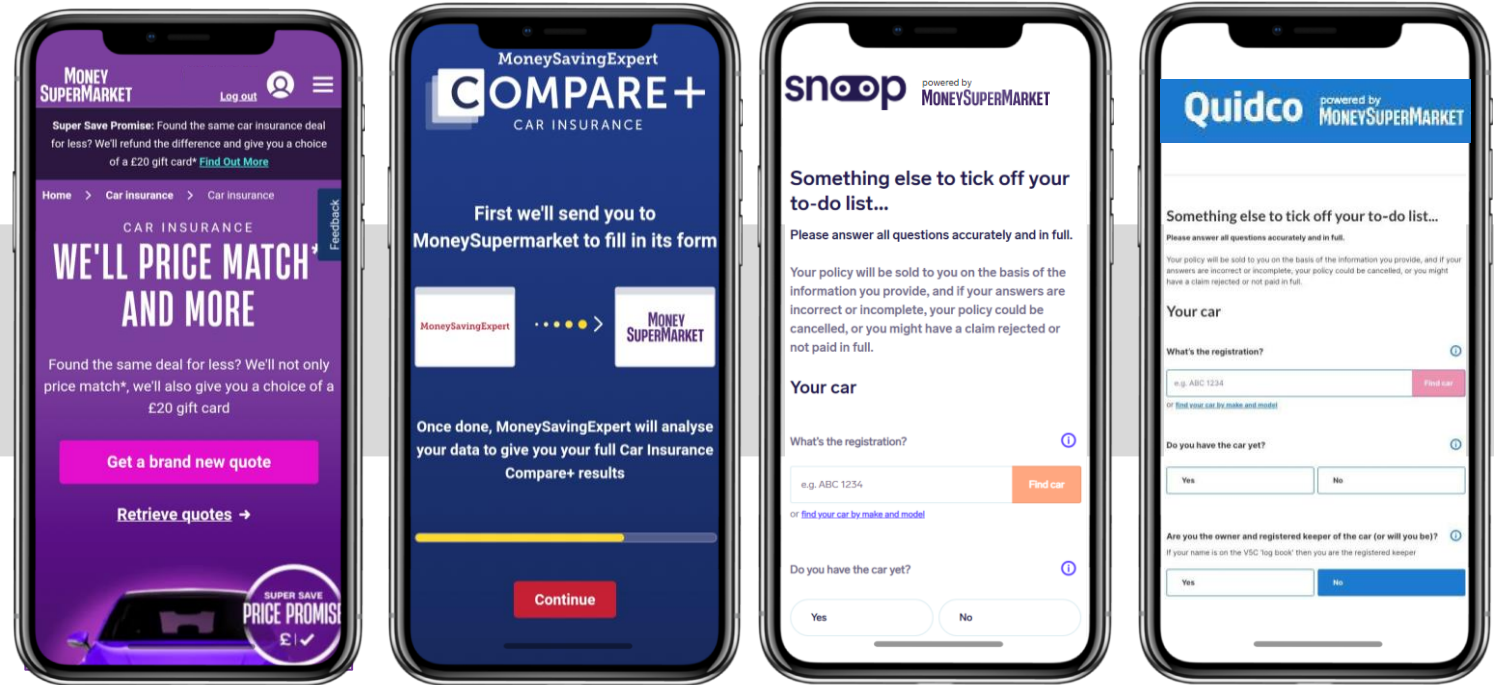 MONEY
SUPERMARKET
Log out
Super Save Promise: Found the same car insurance deal
for less? We'll refund the difference and give you a choice
of a £20 gift card* Find Out More
Home > Car insurance > Car insurance
Feedback
CAR INSURANCE
WE'LL PRICE MATCH*
AND MORE
Found the same deal for less? We'll not only
price match*, we'll also give you a choice of a
£20 gift card
Get a brand new quote
Retrieve quotes →
SUPER SAVE
PRICE PROMISE
£
MoneySavingExpert
COMPARE+
CAR INSURANCE
First we'll send you to
MoneySupermarket to fill in its form
MoneySavingExpert
MONEY
SUPERMARKET
Once done, MoneySavingExpert will analyse
your data to give you your full Car Insurance
Compare+ results
Continue
snoop
powered by
MONEYSUPERMARKET
Something else to tick off your
to-do list...
Please answer all questions accurately and in full.
Your policy will be sold to you on the basis of the
information you provide, and if your answers are
incorrect or incomplete, your policy could be
cancelled, or you might have a claim rejected or
not paid in full.
Your car
What's the registration?
e.g. ABC 1234
Find car
or find your car by make and model
Do you have the car yet?
Yes
No
Quidco
powered by
MONEYSUPERMARKET
Something else to tick off your to-do list...
Please answer all questions accurately and in full.
Your policy will be sold to you on the basis of the information you provide, and if your
answers are incorrect or incomplete, your policy could be cancelled, or you might
have a claim rejected or not paid in full.
Your car
What's the registration?
e.g. ABC 1234
Find car
or find your car by make and model
Do you have the car yet?
Yes
No
Are you the owner and registered keeper of the car (or will you be)?
If your name is on the V5C 'log book' then you are the registered keeper
Yes
No